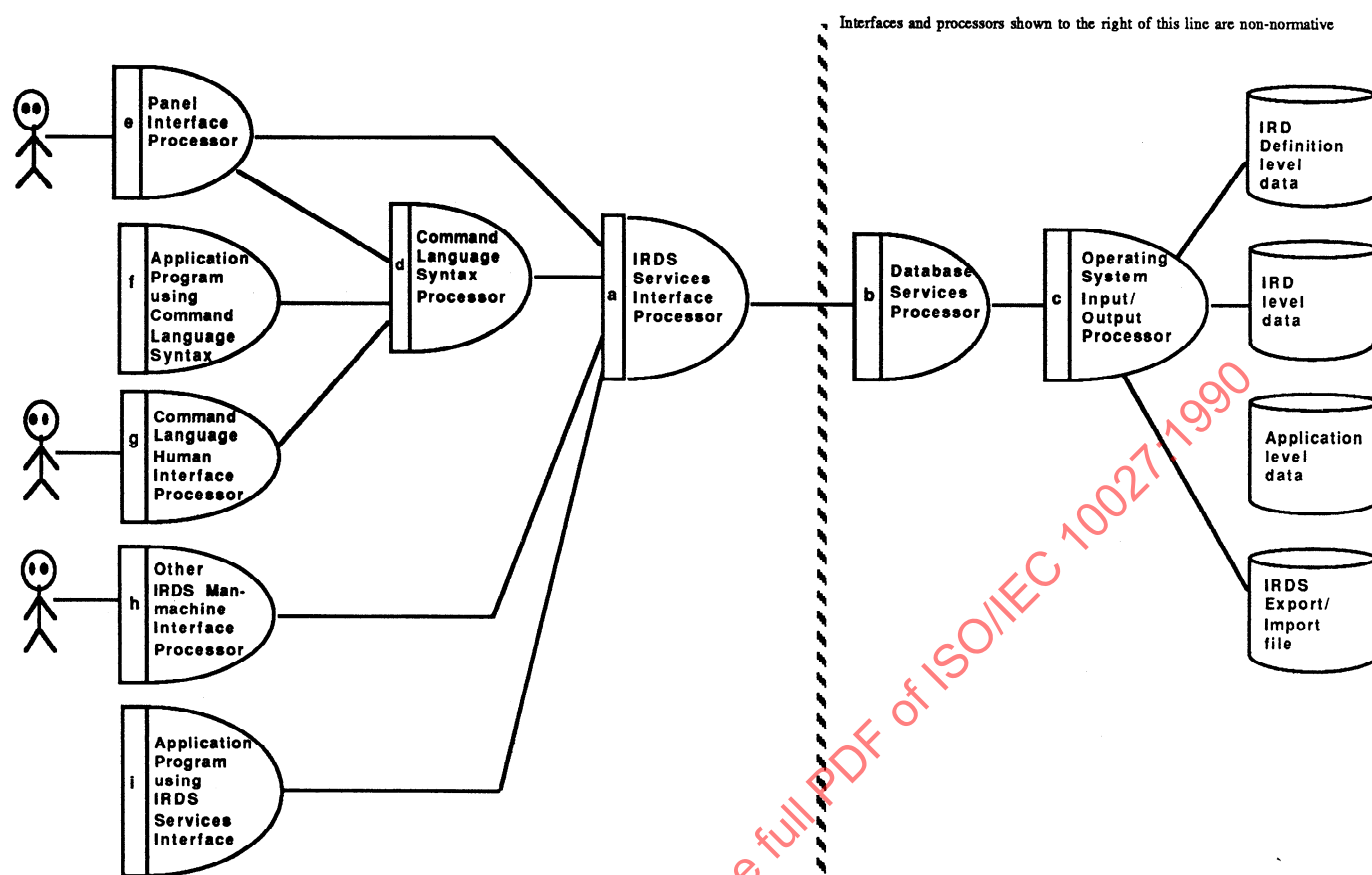 Interfaces and processors shown to the right of this line are non-normative
e
Panel
Interface
Processor
f
Application
Program
using
Command
Language
Syntax
g
Command
Language
Human
Interface
Processor
h
Other
IRDS Man-
machine
Interface
Processor
i
Application
Program
using
IRDS
Services
Interface
d
Command
Language
Syntax
Processor
a
IRDS
Services
Interface
Processor
b
Database
Services
Processor
c
Operating
System
Input/
Output
Processor
IRD
Definition
level
data
IRD
level
data
Application
level
data
IRDS
Export/
Import
file
e full PDF of ISO/IEC 10027:1990